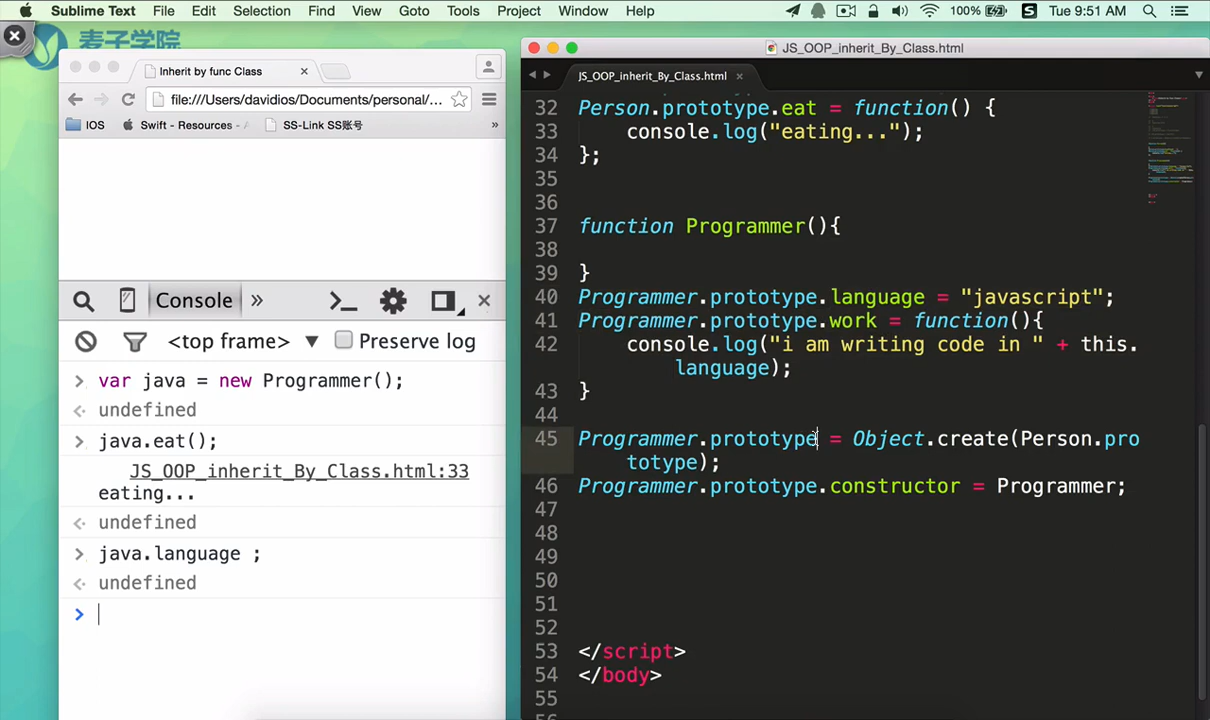 Sublime Text File Edit Selection Find View Goto Tools Project Window Help 100% S Tue 9:51 AM
麦子学院
JS_OOP_inherit_By_Class.html
Inherit by func Class
JS_OOP_inherit_By_Class.html
file:///Users/davidios/Documents/personal/...
IOS Swift - Resources - SS-Link SS账号 »
Console »
<top frame> ▼ Preserve log
> var java = new Programmer();
undefined
> java.eat();
JS_OOP_inherit_By_Class.html:33
eating...
undefined
> java.language ;
undefined
>
32 Person.prototype.eat = function() {
33 console.log("eating...");
34 };
35
36
37 function Programmer(){
38
39 }
40 Programmer.prototype.language = "javascript";
41 Programmer.prototype.work = function(){
42 console.log("i am writing code in " + this.
language);
43 }
44
45 Programmer.prototype = Object.create(Person.pro
totype);
46 Programmer.prototype.constructor = Programmer;
47
48
49
50
51
52
53 </script>
54 </body>
55